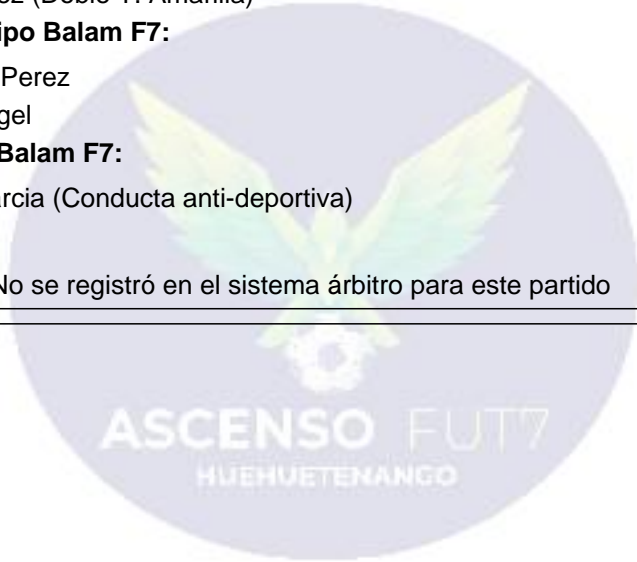 ez (Doble T. Amarilla)
ipo Balam F7:
Perez
gel
Balam F7:
arcia (Conducta anti-deportiva)
No se registró en el sistema árbitro para este partido
ASCENSO FUT7
HUEHUETENANGO